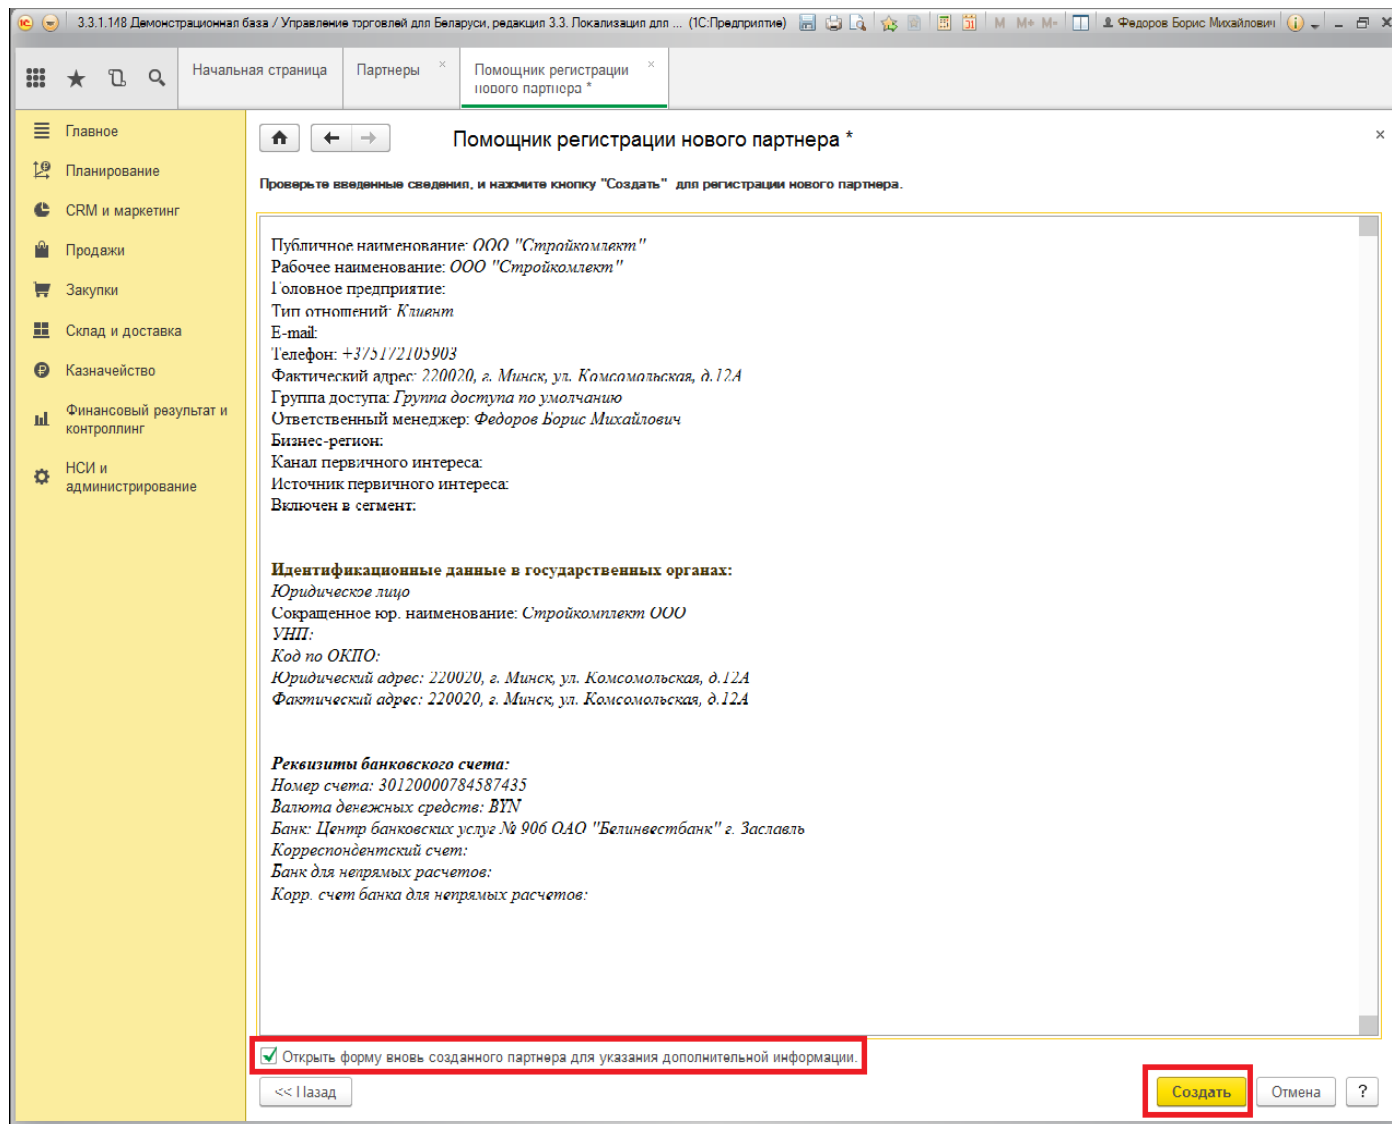 3.3.1.148 Демонстрационная база / Управление торговлей для Беларуси, редакция 3.3. Локализация для ... (1С:Предприятие) M M+ M- Федоров Борис Михайлович
Начальная страница
Партнеры
Помощник регистрации
нового партнера *
Главное
Планирование
CRM и маркетинг
Продажи
Закупки
Склад и доставка
Казначейство
Финансовый результат и
контроллинг
НСИ и
администрирование
Помощник регистрации нового партнера *
Проверьте введенные сведения, и нажмите кнопку "Создать" для регистрации нового партнера.
Публичное наименование: ООО "Стройкомлект"
Рабочее наименование: ООО "Стройкомлект"
Головное предприятие:
Тип отношений: Клиент
E-mail:
Телефон: +375172105903
Фактический адрес: 220020, г. Минск, ул. Комсомольская, д.12А
Группа доступа: Группа доступа по умолчанию
Ответственный менеджер: Федоров Борис Михайлович
Бизнес-регион:
Канал первичного интереса:
Источник первичного интереса:
Включен в сегмент:
Идентификационные данные в государственных органах:
Юридическое лицо
Сокращенное юр. наименование: Стройкомплект ООО
УНП:
Код по ОКПО:
Юридический адрес: 220020, г. Минск, ул. Комсомольская, д.12А
Фактический адрес: 220020, г. Минск, ул. Комсомольская, д.12А
Реквизиты банковского счета:
Номер счета: 30120000784587435
Валюта денежных средств: BYN
Банк: Центр банковских услуг № 906 ОАО "Белинвестбанк" г. Заславль
Корреспондентский счет:
Банк для непрямых расчетов:
Корр. счет банка для непрямых расчетов:
Открыть форму вновь созданного партнера для указания дополнительной информации.
<< Назад
Создать
Отмена
?